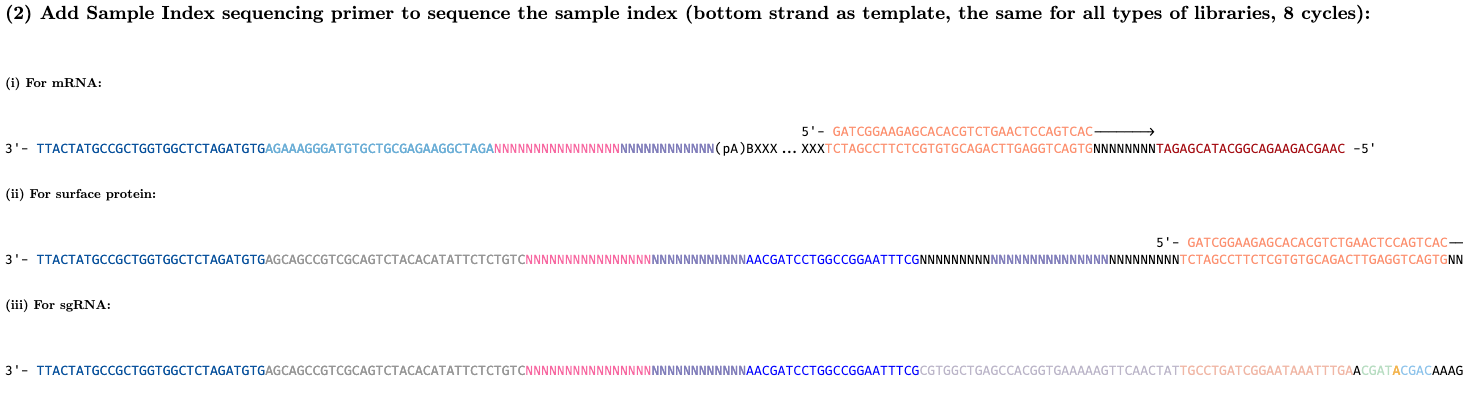 (2) Add Sample Index sequencing primer to sequence the sample index (bottom strand as template, the same for all types of libraries, 8 cycles):
(i) For mRNA:
5'- GATCGGAAGAGCACACGTCTGAACTCCAGTCAC———→
3'- TTACTATGCCGCTGGTGGCTCTAGATGTGAGAAAGGGATGTGCTGCGAGAAGGCTAGANNNNNNNNNNNNNNNNNNNNNNNNNNNN(pA)BXXX...XXXTCTAGCCTTCTCGTGTGCAGACTTGAGGTCAGTGNNNNNNNNTAGAGCATACGGCAGAAGACGAAC -5'
(ii) For surface protein:
5'- GATCGGAAGAGCACACGTCTGAACTCCAGTCAC—
3'- TTACTATGCCGCTGGTGGCTCTAGATGTGAGCAGCCGTCGCAGTCTACACATATTCTCTGTCNNNNNNNNNNNNNNNNNNNNNNNNNNNNAACGATCCTGGCCGGAATTTCGNNNNNNNNNNNNNNNNNNNNNNNNNNNNNNNNNTCTAGCCTTCTCGTGTGCAGACTTGAGGTCAGTGNN
(iii) For sgRNA:
3'- TTACTATGCCGCTGGTGGCTCTAGATGTGAGCAGCCGTCGCAGTCTACACATATTCTCTGTCNNNNNNNNNNNNNNNNNNNNNNNNNNNNAACGATCCTGGCCGGAATTTCGCGTGGCTGAGCCACGGTGAAAAAGTTCAACTATTGCCTGATCGGAATAAATTTGAACGATACGACAAAG